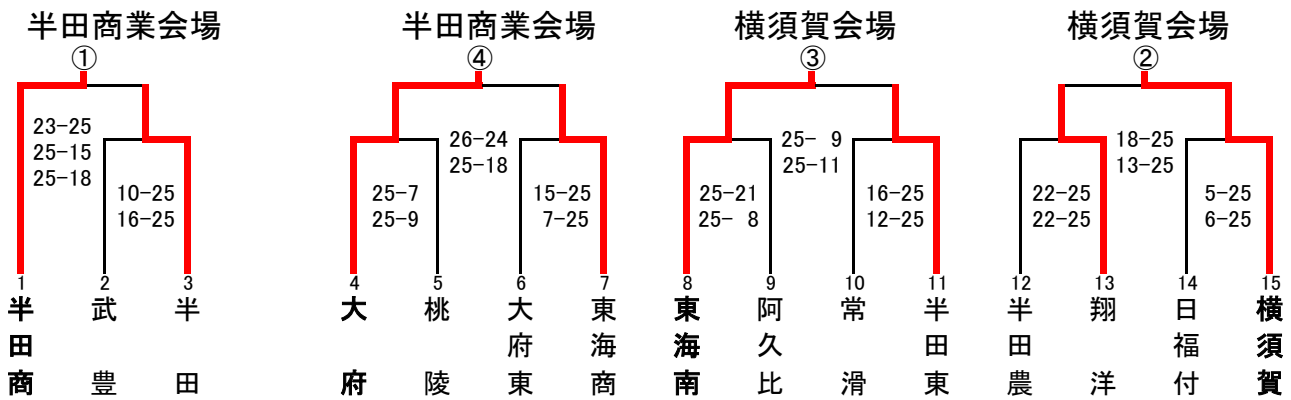 半田商業会場 半田商業会場 横須賀会場 横須賀会場
① ④ ③ ②
23-25 26-24 25- 9 18-25
25-15 25-18 25-11 13-25
25-18
10-25 25-7 15-25 25-21 16-25 22-25 5-25
16-25 25-9 7-25 25- 8 12-25 22-25 6-25
1 2 3 4 5 6 7 8 9 10 11 12 13 14 15
半田商 武豊 半田 大府 桃陵 大府東 東海商 東海南 阿久比 常滑 半田東 半田農 翔洋 日福付 横須賀